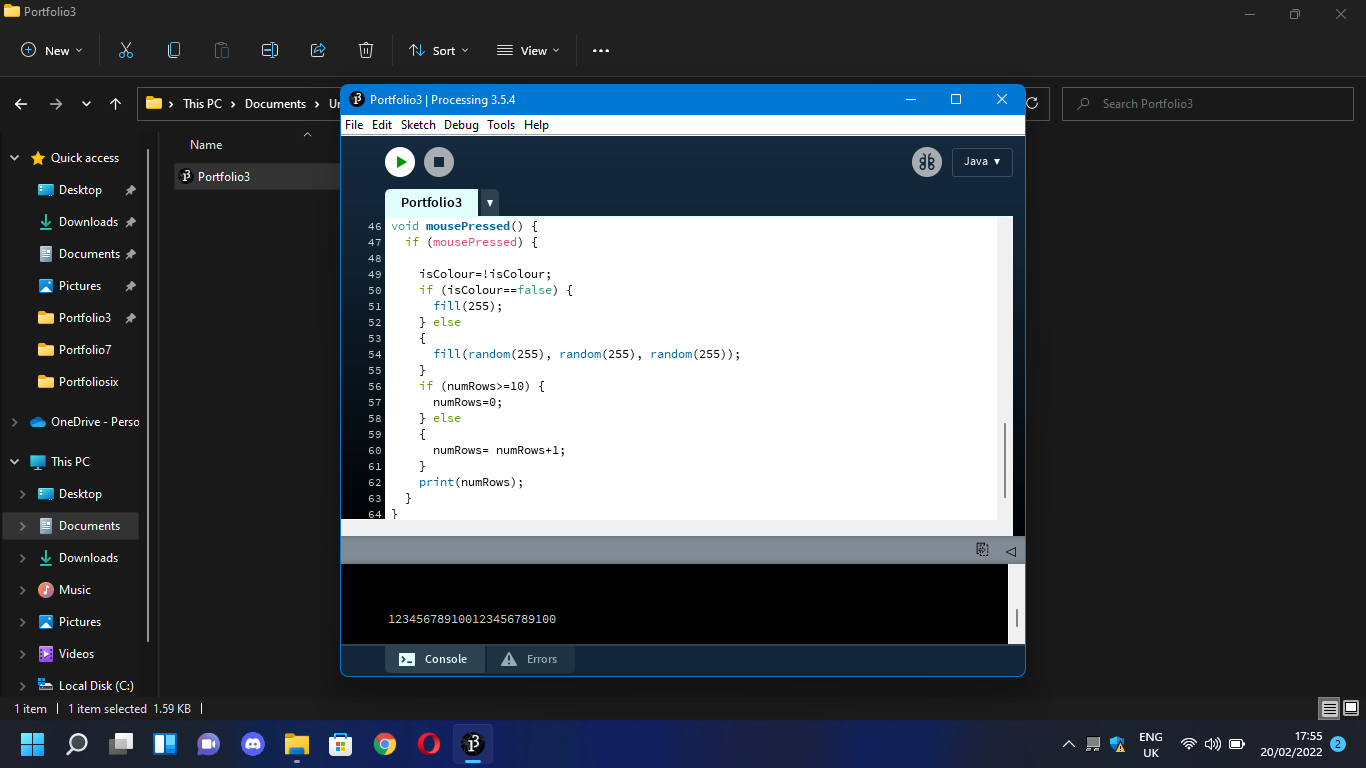 Portfolio3
New
Sort
View
This PC
Documents
Search Portfolio3
Portfolio3 | Processing 3.5.4
File Edit Sketch Debug Tools Help
Java
Portfolio3
Name
Portfolio3
Quick access
Desktop
Downloads
Documents
Pictures
Portfolio3
Portfolio7
Portfoliosix
OneDrive - Perso
This PC
Desktop
Documents
Downloads
Music
Pictures
Videos
Local Disk (C:)
46 void mousePressed() {
47   if (mousePressed) {
48
49     isColour=!isColour;
50     if (isColour==false) {
51       fill(255);
52     } else
53     {
54       fill(random(255), random(255), random(255));
55     }
56     if (numRows>=10) {
57       numRows=0;
58     } else
59     {
60       numRows= numRows+1;
61     }
62     print(numRows);
63   }
64 }
123456789100123456789100
Console
Errors
1 item
1 item selected 1.59 KB
ENG
UK
17:55
20/02/2022
2